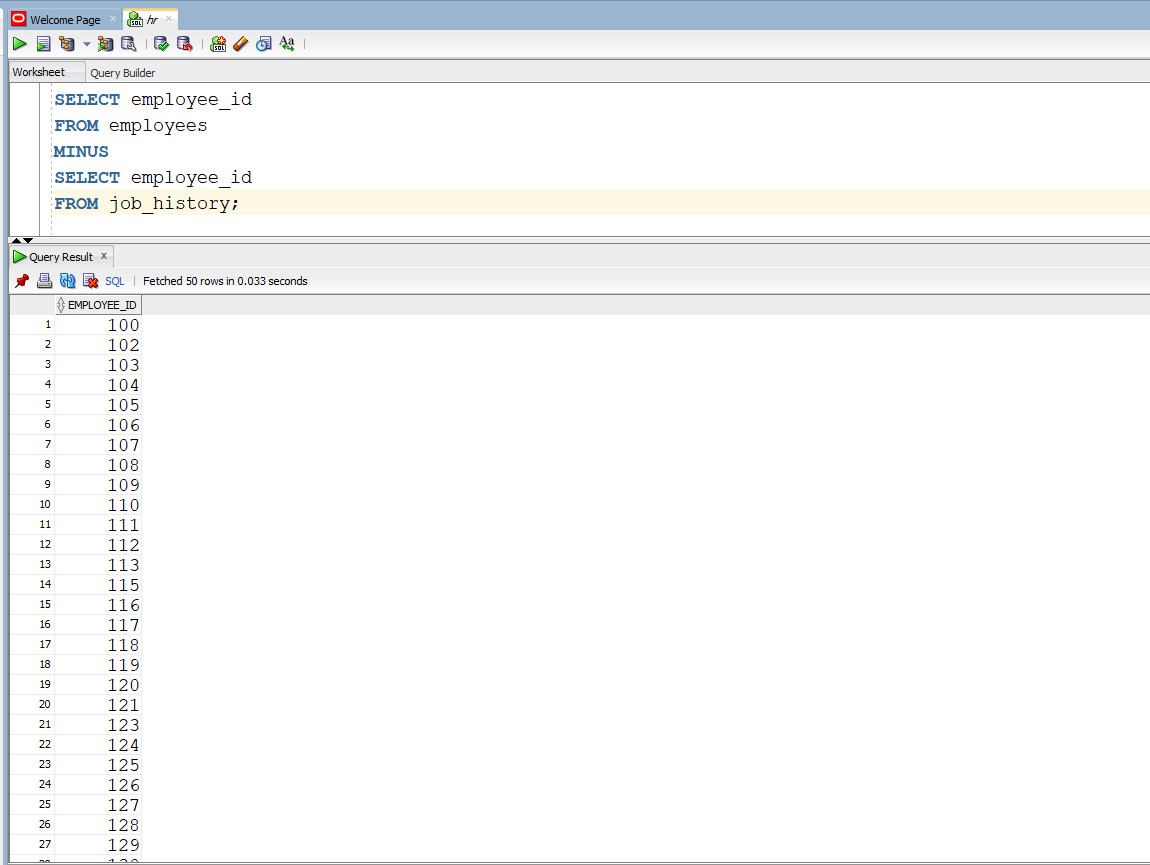 Welcome Page
hr
Worksheet
Query Builder
SELECT employee_id
FROM employees
MINUS
SELECT employee_id
FROM job_history;
Query Result
SQL
Fetched 50 rows in 0.033 seconds
EMPLOYEE_ID
1 100
2 102
3 103
4 104
5 105
6 106
7 107
8 108
9 109
10 110
11 111
12 112
13 113
14 115
15 116
16 117
17 118
18 119
19 120
20 121
21 123
22 124
23 125
24 126
25 127
26 128
27 129